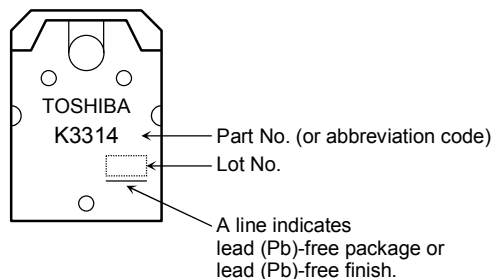 TOSHIBA
K3314
Part No. (or abbreviation code)
Lot No.
A line indicates
lead (Pb)-free package or
lead (Pb)-free finish.